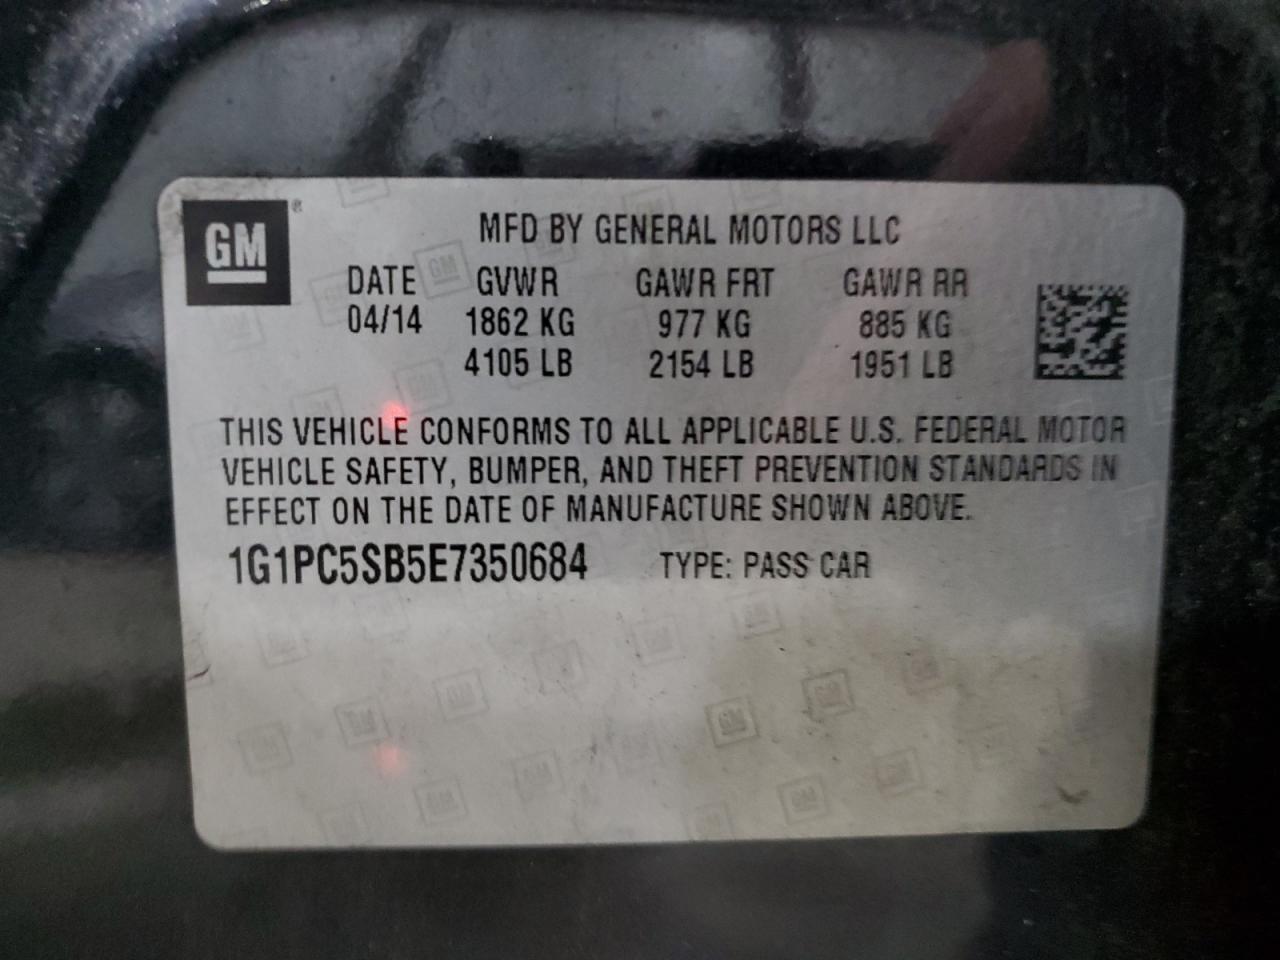 GM ®
MFD BY GENERAL MOTORS LLC
DATE GVWR GAWR FRT GAWR RR
04/14 1862 KG 977 KG 885 KG
4105 LB 2154 LB 1951 LB
THIS VEHICLE CONFORMS TO ALL APPLICABLE U.S. FEDERAL MOTOR
VEHICLE SAFETY, BUMPER, AND THEFT PREVENTION STANDARDS IN
EFFECT ON THE DATE OF MANUFACTURE SHOWN ABOVE.
1G1PC5SB5E7350684 TYPE: PASS CAR